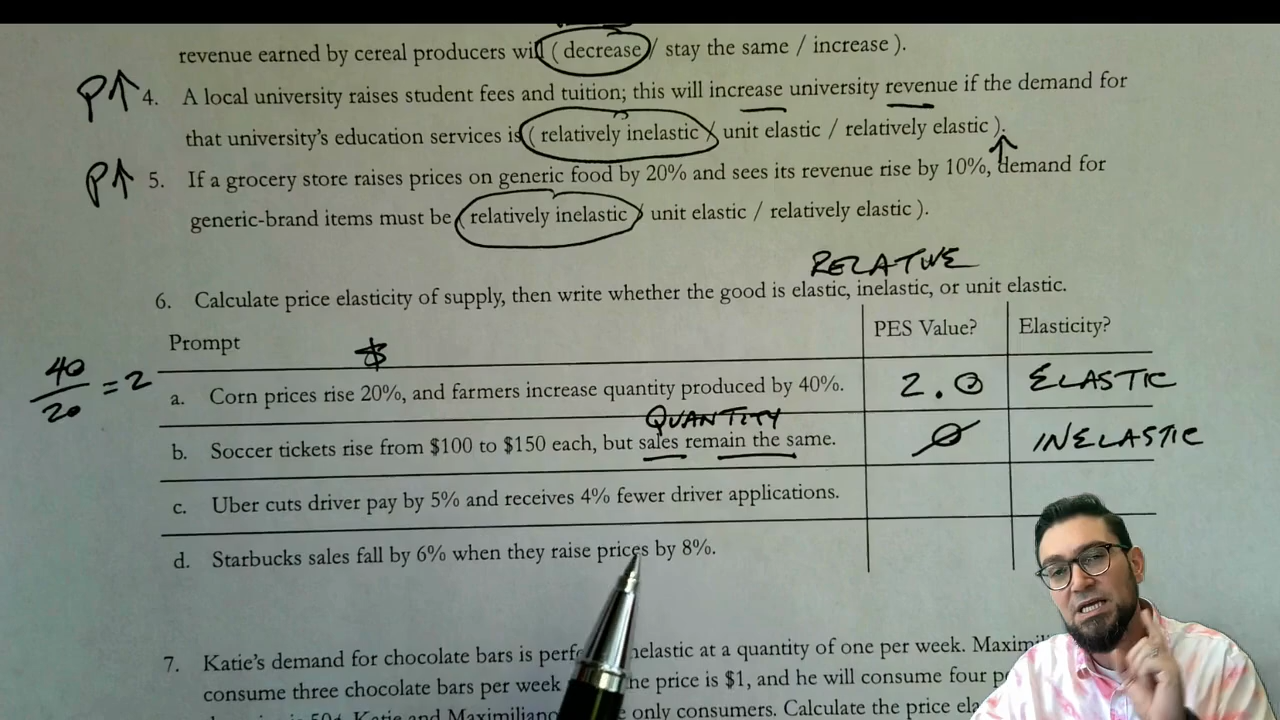 revenue earned by cereal producers will ( decrease / stay the same / increase ).
P↑ 4. A local university raises student fees and tuition; this will increase university revenue if the demand for
that university's education services is ( relatively inelastic / unit elastic / relatively elastic ).
P↑ 5. If a grocery store raises prices on generic food by 20% and sees its revenue rise by 10%, demand for
generic-brand items must be ( relatively inelastic / unit elastic / relatively elastic ).
RELATIVE
6. Calculate price elasticity of supply, then write whether the good is elastic, inelastic, or unit elastic.
Prompt PES Value? Elasticity?
$
40/20 = 2 a. Corn prices rise 20%, and farmers increase quantity produced by 40%. 2.0 ELASTIC
QUANTITY
b. Soccer tickets rise from $100 to $150 each, but sales remain the same. Ø INELASTIC
c. Uber cuts driver pay by 5% and receives 4% fewer driver applications.
d. Starbucks sales fall by 6% when they raise prices by 8%.
7. Katie's demand for chocolate bars is inelastic at a quantity of one per week.
consume three chocolate bars per week price is $1, and he will consume four
Katie and Maximiliano only consumers. Calculate the price